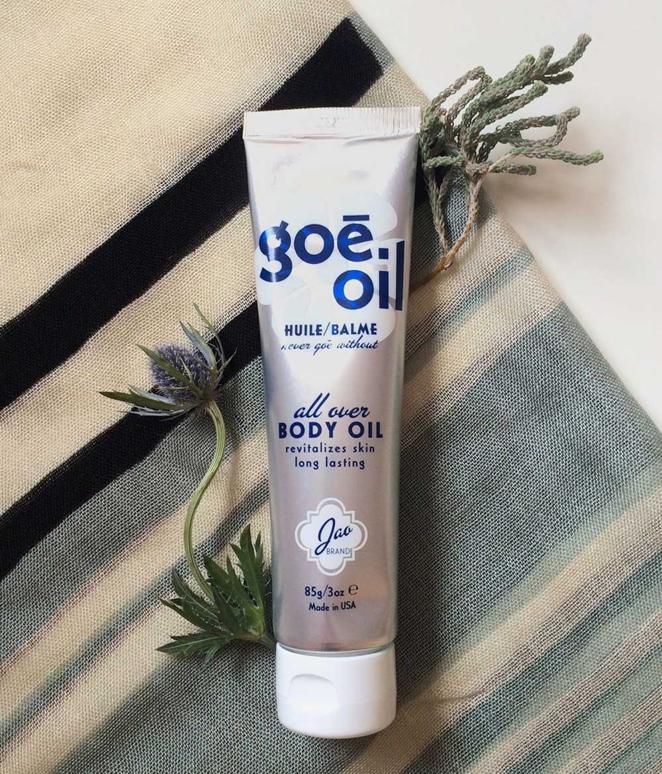 goē
oil
HUILE/BALME
never goē without
all over
BODY OIL
revitalizes skin
long lasting
Jao
BRAND
85g/3oz ℮
Made in USA